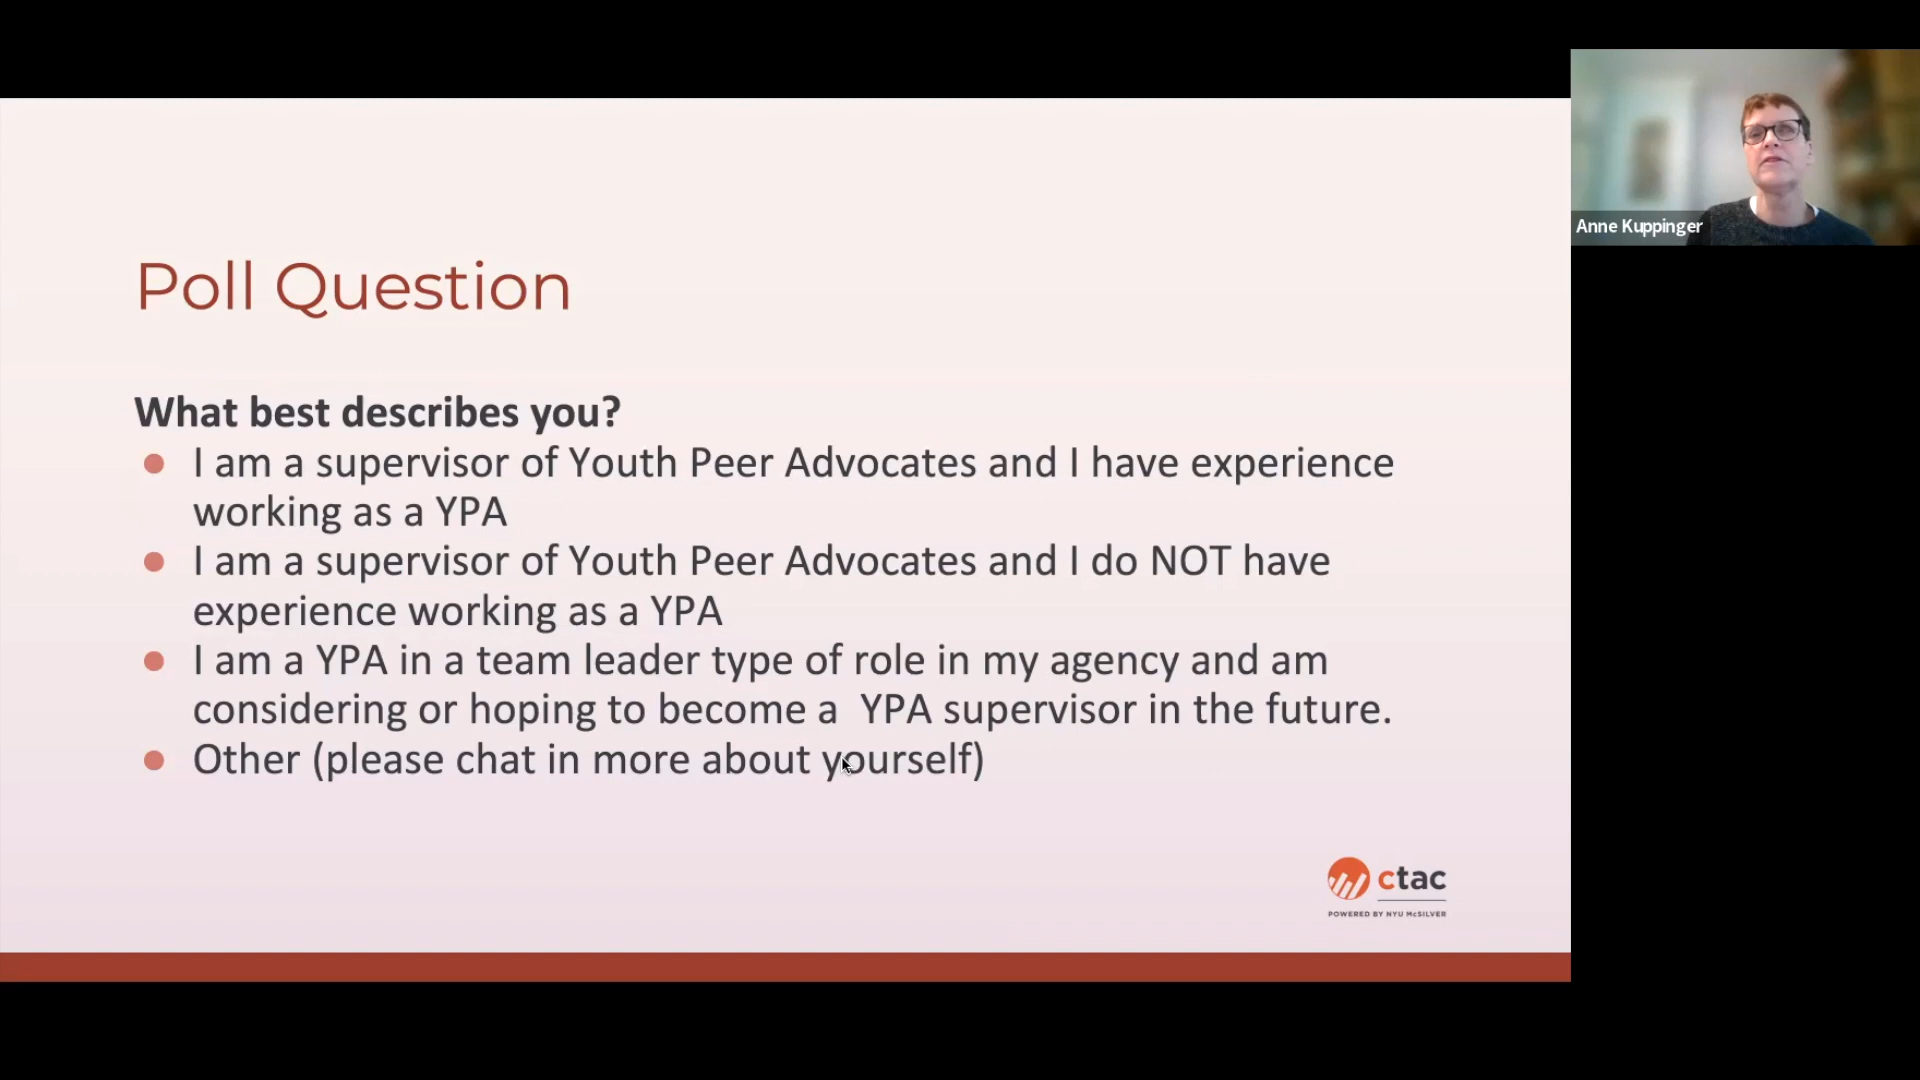 Poll Question
What best describes you?
I am a supervisor of Youth Peer Advocates and I have experience
working as a YPA
I am a supervisor of Youth Peer Advocates and I do NOT have
experience working as a YPA
I am a YPA in a team leader type of role in my agency and am
considering or hoping to become a  YPA supervisor in the future.
Other (please chat in more about yourself)
ctac
POWERED BY NYU McSILVER
Anne Kuppinger